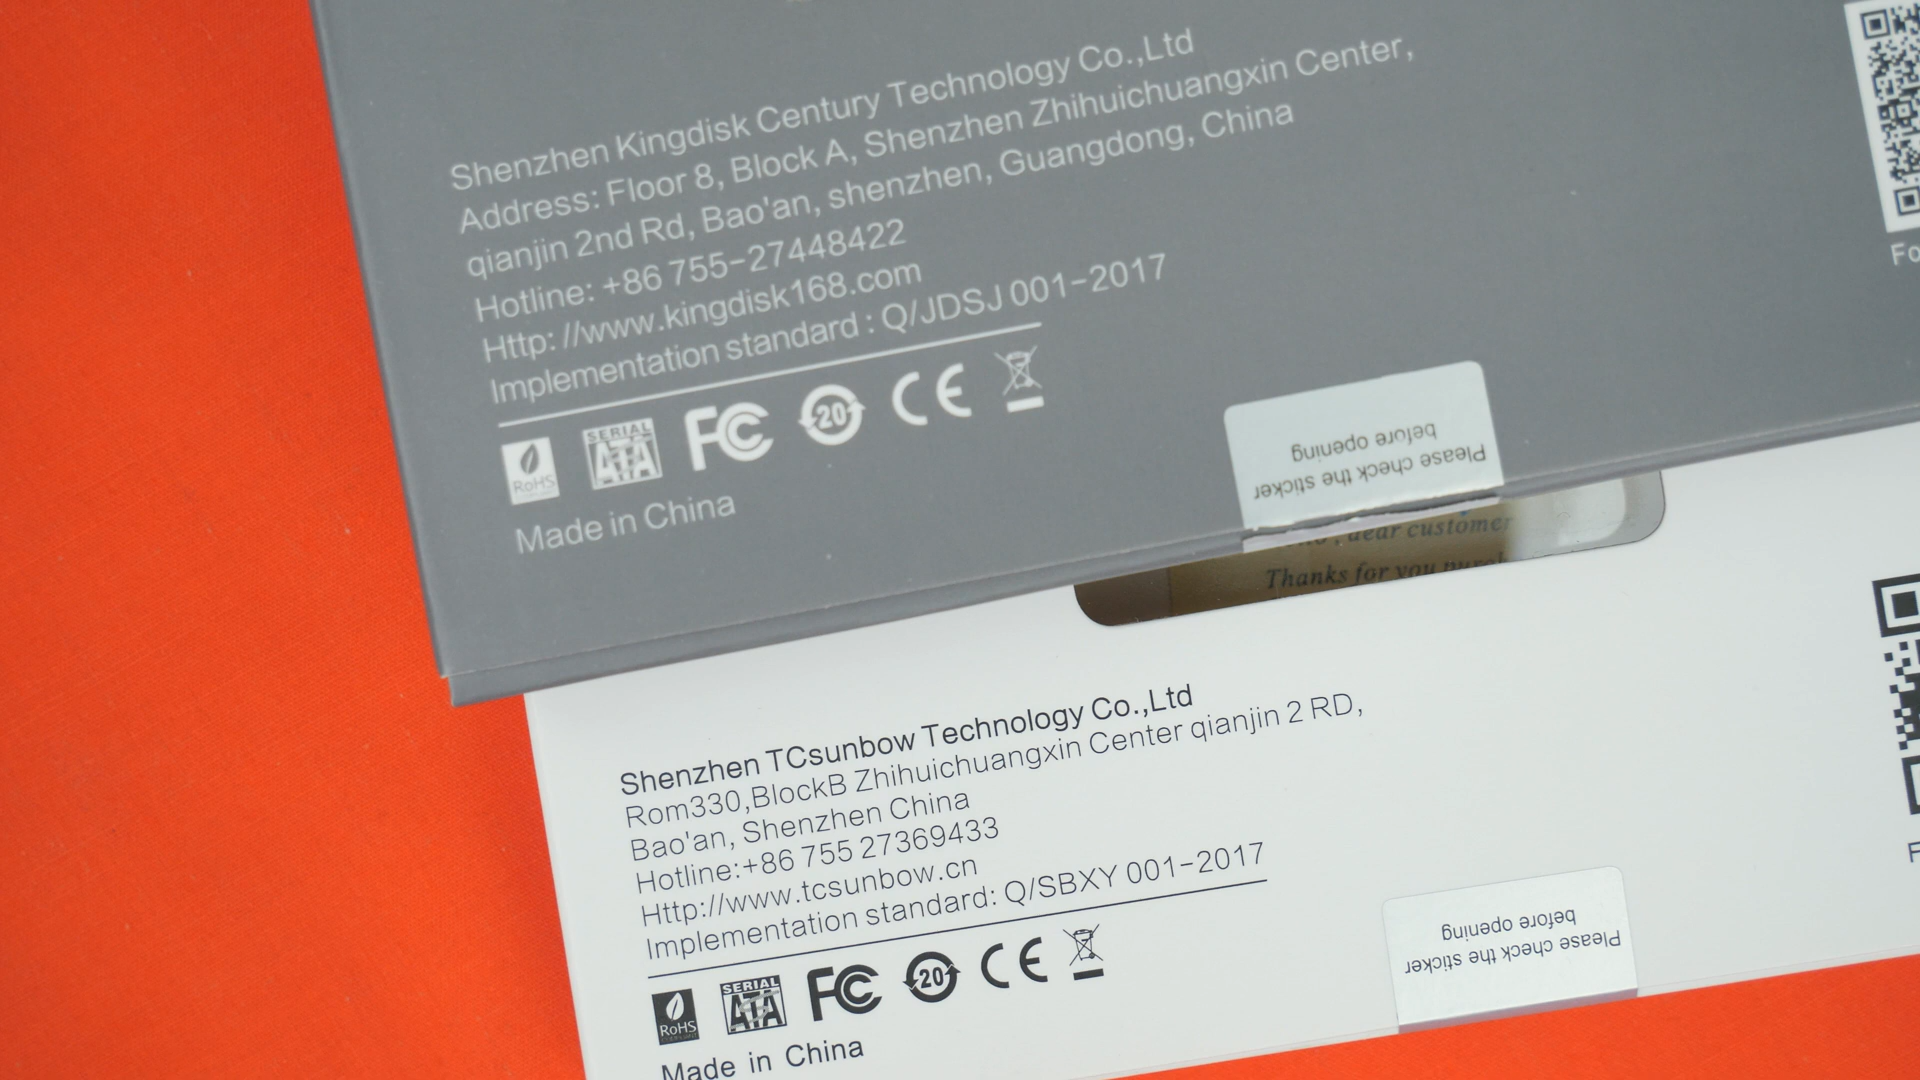 Shenzhen Kingdisk Century Technology Co.,Ltd
Address: Floor 8, Block A, Shenzhen Zhihuichuangxin Center,
qianjin 2nd Rd, Bao'an, shenzhen, Guangdong, China
Hotline: +86 755-27448422
Http: //www.kingdisk168.com
Implementation standard : Q/JDSJ 001-2017
RoHS
SERIAL
ATA
FC
20
CE
Made in China
Please check the sticker
before opening
dear customer
Thanks for you
Shenzhen TCsunbow Technology Co.,Ltd
Rom330,BlockB Zhihuichuangxin Center qianjin 2 RD,
Bao'an, Shenzhen China
Hotline:+86 755 27369433
Http://www.tcsunbow.cn
Implementation standard: Q/SBXY 001-2017
RoHS
SERIAL
ATA
FC
20
CE
Made in China
Please check the sticker
before opening